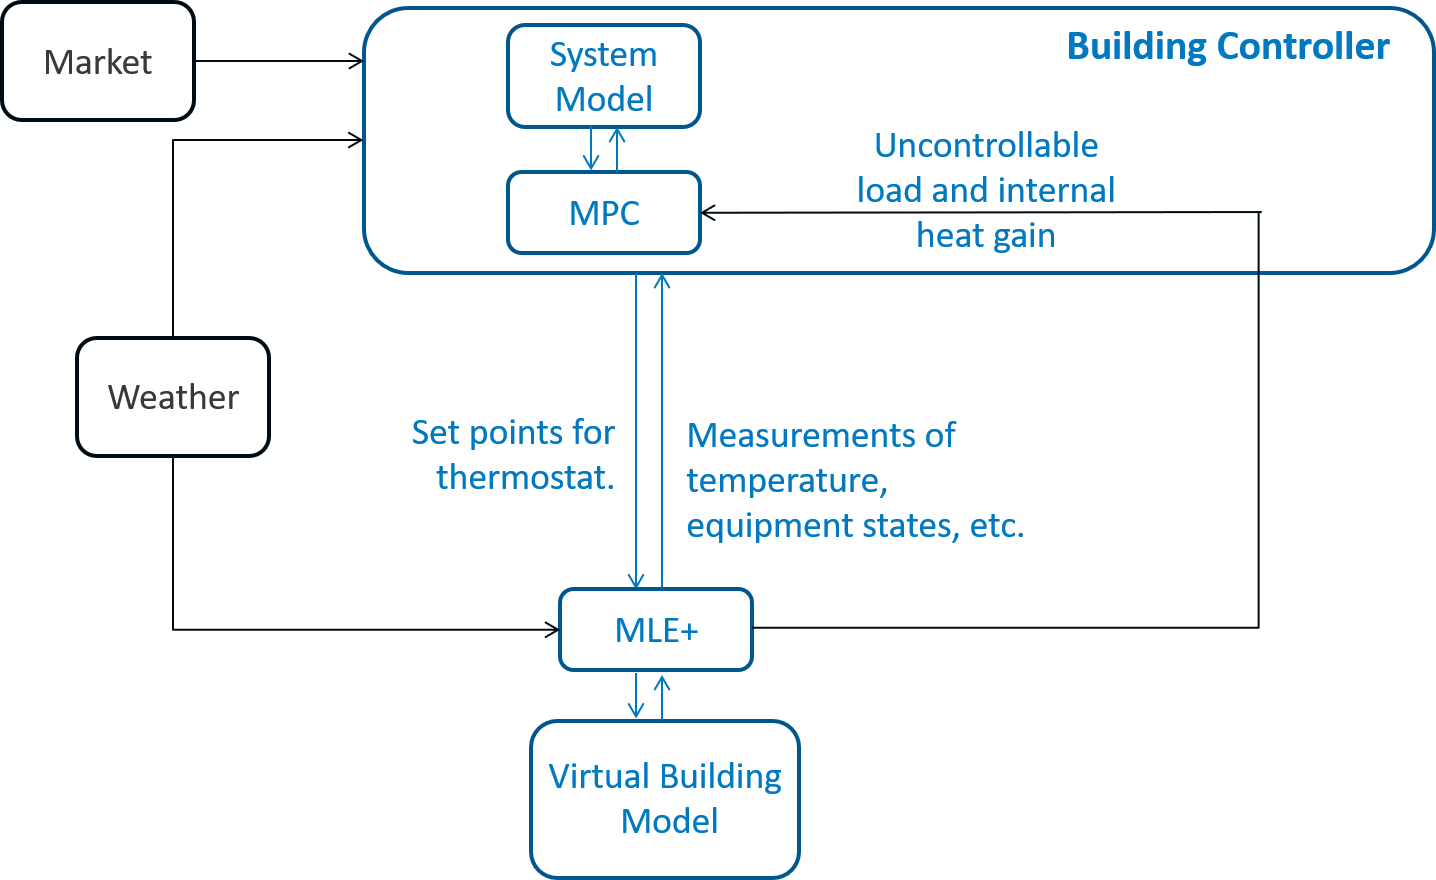 Market
System
Model
Building Controller
MPC
Uncontrollable
load and internal
heat gain
Weather
Set points for
thermostat.
Measurements of
temperature,
equipment states, etc.
MLE+
Virtual Building
Model